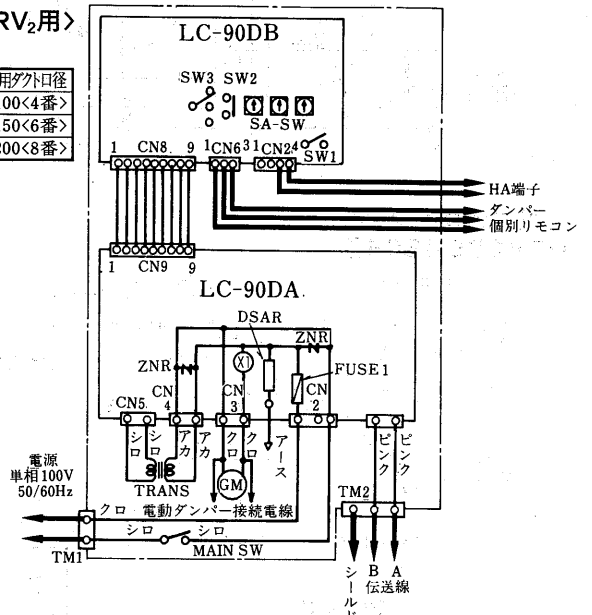 RV₂用〉
用ダクト口径
00<4番>
50<6番>
200<8番>
LC-90DB
SW3 SW2
SA-SW
SW1
1 CN8 9 1 CN6 3 1 CN2 4
HA端子
ダンパー
個別リモコン
1 CN9 9
LC-90DA
DSAR
ZNR
ZNR
X1
FUSE1
CN5
CN4
CN3
CN2
シロ
シロ
アカ
アカ
クロ
クロ
アース
ピンク
ピンク
TRANS
GM
電源
単相100V
50/60Hz
クロ
電動ダンパー接続電線
TM2
シロ
シロ
MAIN SW
TM1
シールド
B A
伝送線